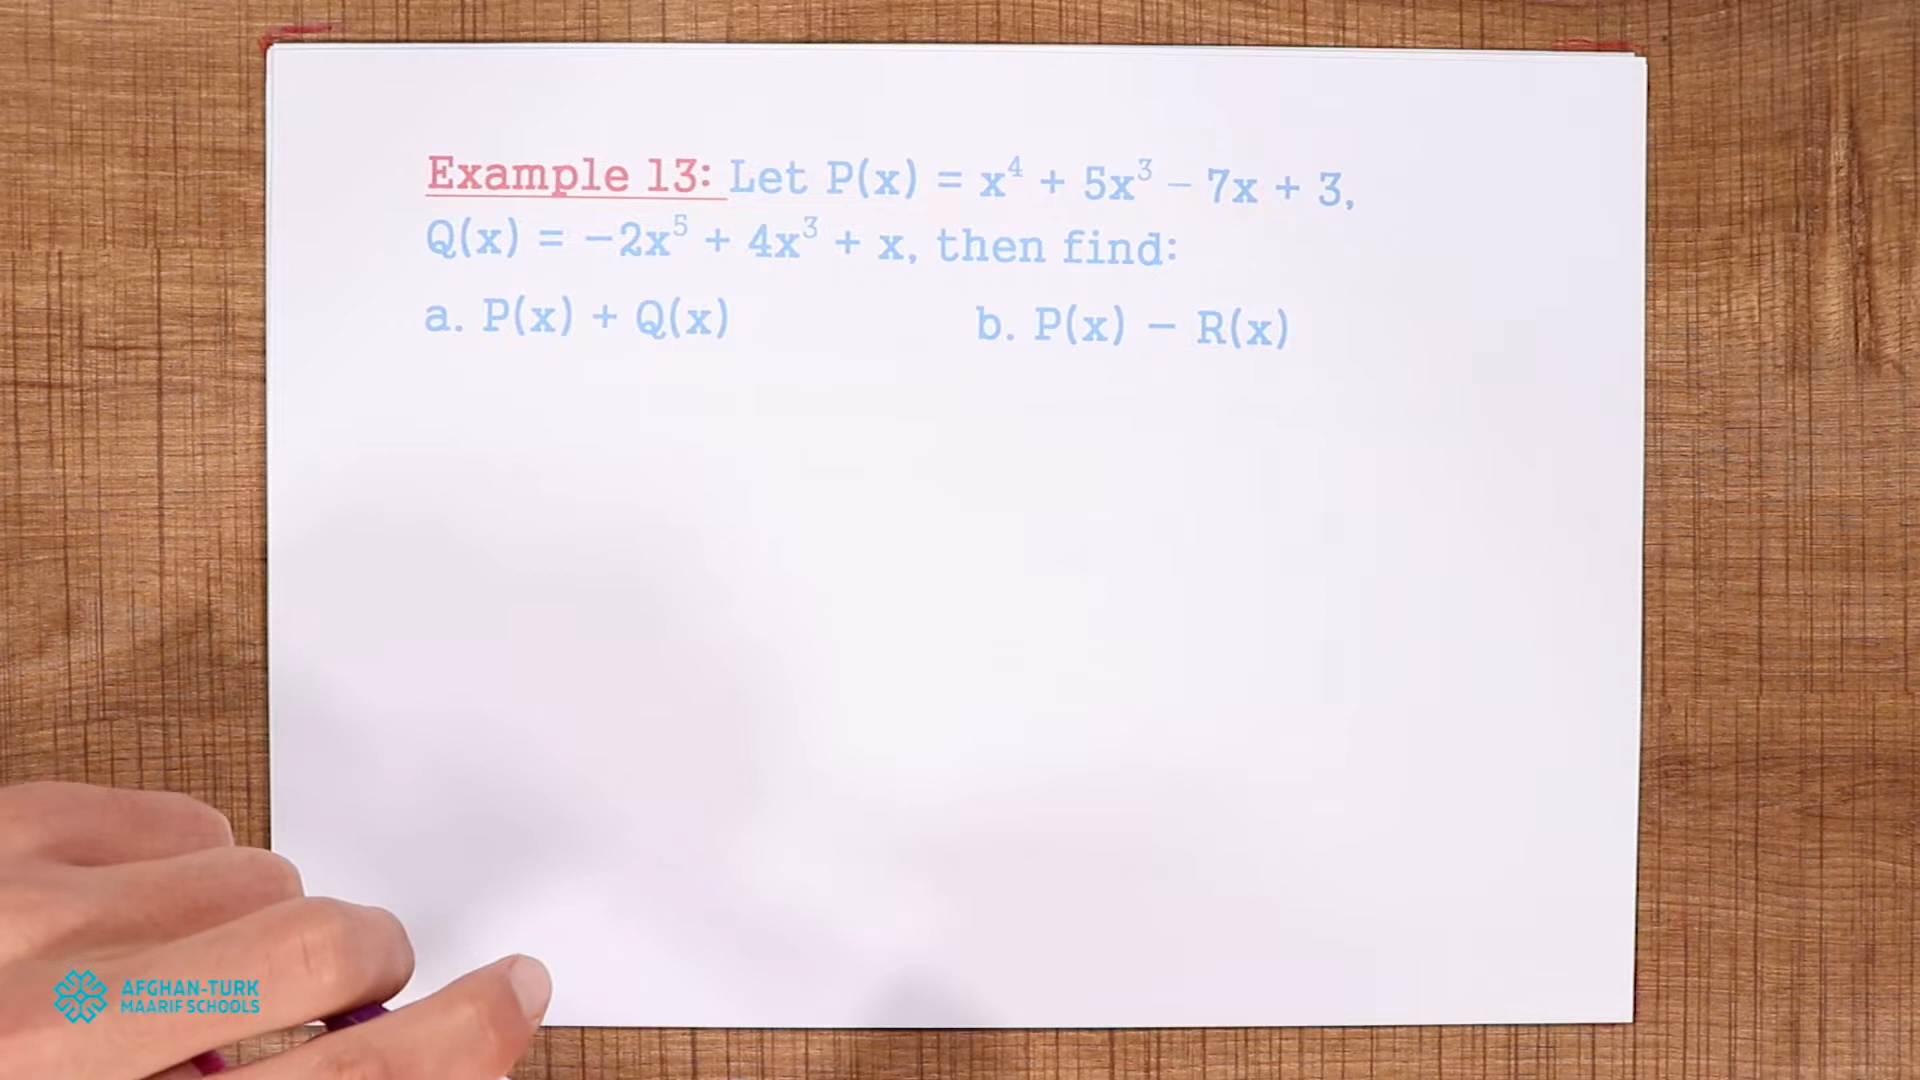 Example 13: Let P(x) = x⁴ + 5x³ – 7x + 3,
Q(x) = −2x⁵ + 4x³ + x, then find:
a. P(x) + Q(x) b. P(x) − R(x)
AFGHAN-TURK
MAARIF SCHOOLS